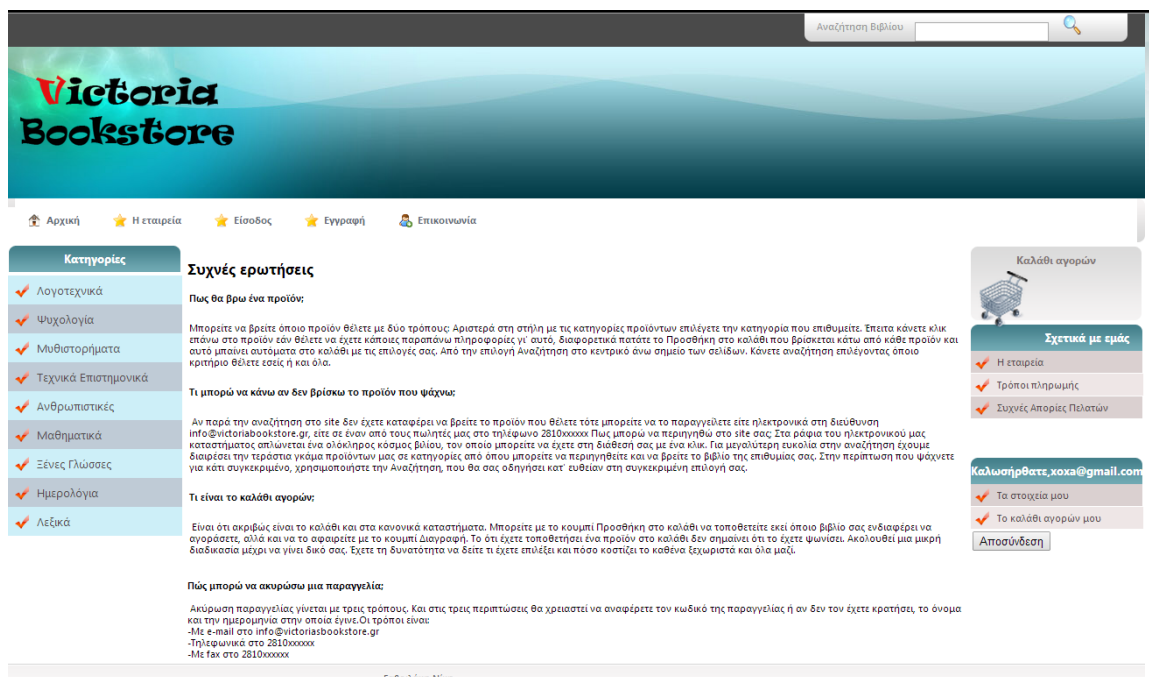 Αναζήτηση Βιβλίου
Victoria
Bookstore
Αρχική
Η εταιρεία
Είσοδος
Εγγραφή
Επικοινωνία
Κατηγορίες
Λογοτεχνικά
Ψυχολογία
Μυθιστορήματα
Τεχνικά Επιστημονικά
Ανθρωπιστικές
Μαθηματικά
Ξένες Γλώσσες
Ημερολόγια
Λεξικά
Συχνές ερωτήσεις
Πως θα βρω ένα προϊόν;
Μπορείτε να βρείτε όποιο προϊόν θέλετε με δύο τρόπους: Αριστερά στη στήλη με τις κατηγορίες προϊόντων επιλέγετε την κατηγορία που επιθυμείτε. Έπειτα κάνετε κλικ
επάνω στο προϊόν εάν θέλετε να έχετε κάποιες παραπάνω πληροφορίες γι΄ αυτό, διαφορετικά πατάτε το Προσθήκη στο καλάθι που βρίσκεται κάτω από κάθε προϊόν και
αυτό μπαίνει αυτόματα στο καλάθι με τις επιλογές σας. Από την επιλογή Αναζήτηση στο κεντρικό άνω σημείο των σελίδων. Κάνετε αναζήτηση επιλέγοντας όποιο
κριτήριο θέλετε εσείς ή και όλα.
Τι μπορώ να κάνω αν δεν βρίσκω το προϊόν που ψάχνω;
Αν παρά την αναζήτηση στο site δεν έχετε καταφέρει να βρείτε το προϊόν που θέλετε τότε μπορείτε να το παραγγείλετε είτε ηλεκτρονικά στη διεύθυνση
info@victoriabookstore.gr, είτε σε έναν από τους πωλητές μας στο τηλέφωνο 2810xxxxxx Πως μπορώ να περιηγηθώ στο site σας; Στα ράφια του ηλεκτρονικού μας
καταστήματος απλώνεται ένα ολόκληρος κόσμος βιλίου, τον οποίο μπορείτε να έχετε στη διάθεσή σας με ένα κλικ. Για μεγαλύτερη ευκολία στην αναζήτηση έχουμε
διαιρέσει την τεράστια γκάμα προϊόντων μας σε κατηγορίες από όπου μπορείτε να περιηγηθείτε και να βρείτε το βιβλίο της επιθυμίας σας. Στην περίπτωση που ψάχνετε
για κάτι συγκεκριμένο, χρησιμοποιήστε την Αναζήτηση, που θα σας οδηγήσει κατ΄ ευθείαν στη συγκεκριμένη επιλογή σας.
Τι είναι το καλάθι αγορών;
Είναι ότι ακριβώς είναι το καλάθι και στα κανονικά καταστήματα. Μπορείτε με το κουμπί Προσθήκη στο καλάθι να τοποθετείτε εκεί όποιο βιβλίο σας ενδιαφέρει να
αγοράσετε, αλλά και να το αφαιρείτε με το κουμπί Διαγραφή. Το ότι έχετε τοποθετήσει ένα προϊόν στο καλάθι δεν σημαίνει ότι το έχετε ψωνίσει. Ακολουθεί μια μικρή
διαδικασία μέχρι να γίνει δικό σας. Έχετε τη δυνατότητα να δείτε τι έχετε επιλέξει και πόσο κοστίζει το καθένα ξεχωριστά και όλα μαζί.
Πώς μπορώ να ακυρώσω μια παραγγελία;
Ακύρωση παραγγελίας γίνεται με τρεις τρόπους. Και στις τρεις περιπτώσεις θα χρειαστεί να αναφέρετε τον κωδικό της παραγγελίας ή αν δεν τον έχετε κρατήσει, το όνομα
και την ημερομηνία στην οποία έγινε.Οι τρόποι είναι:
-Με e-mail στο info@victoriasbookstore.gr
-Τηλεφωνικά στο 2810xxxxxx
-Με fax στο 2810xxxxxx
Καλάθι αγορών
Σχετικά με εμάς
Η εταιρεία
Τρόποι πληρωμής
Συχνές Απορίες Πελατών
Καλωσήρθατε,xoxa@gmail.com
Τα στοιχεία μου
Το καλάθι αγορών μου
Αποσύνδεση